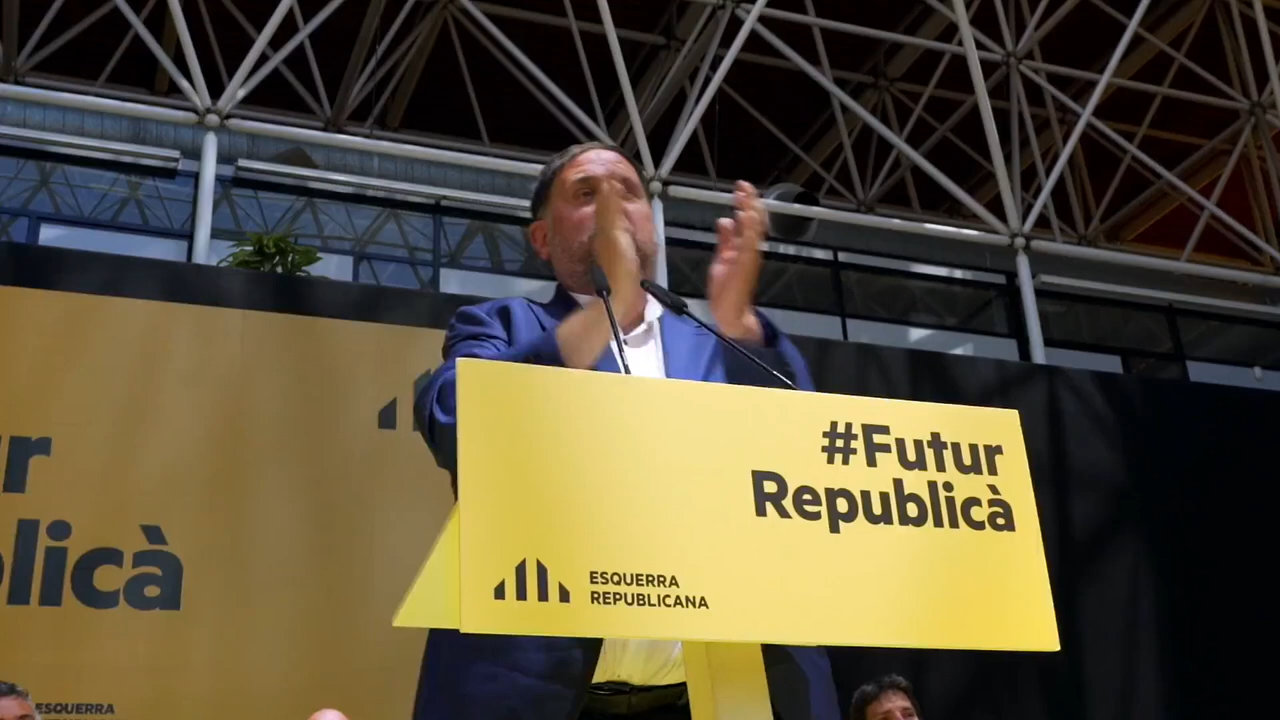 #Futur
Republicà
ESQUERRA
REPUBLICANA
ur
blicà
ESQUERRA